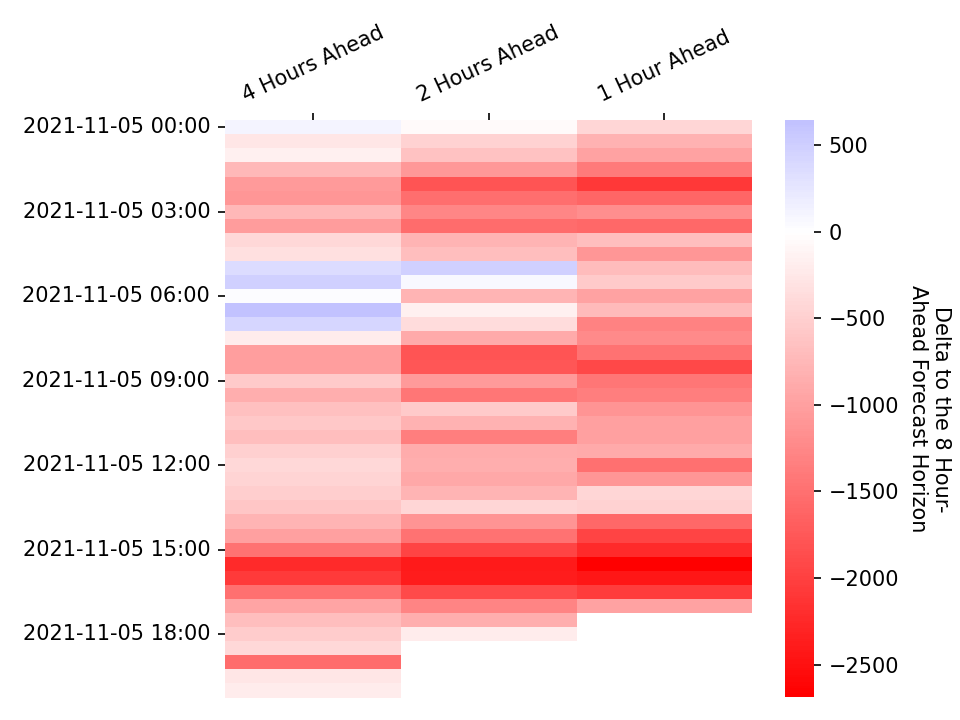 4 Hours Ahead
2 Hours Ahead
1 Hour Ahead
2021-11-05 00:00
2021-11-05 03:00
2021-11-05 06:00
2021-11-05 09:00
2021-11-05 12:00
2021-11-05 15:00
2021-11-05 18:00
500
0
−500
−1000
−1500
−2000
−2500
Delta to the 8 Hour-
Ahead Forecast Horizon